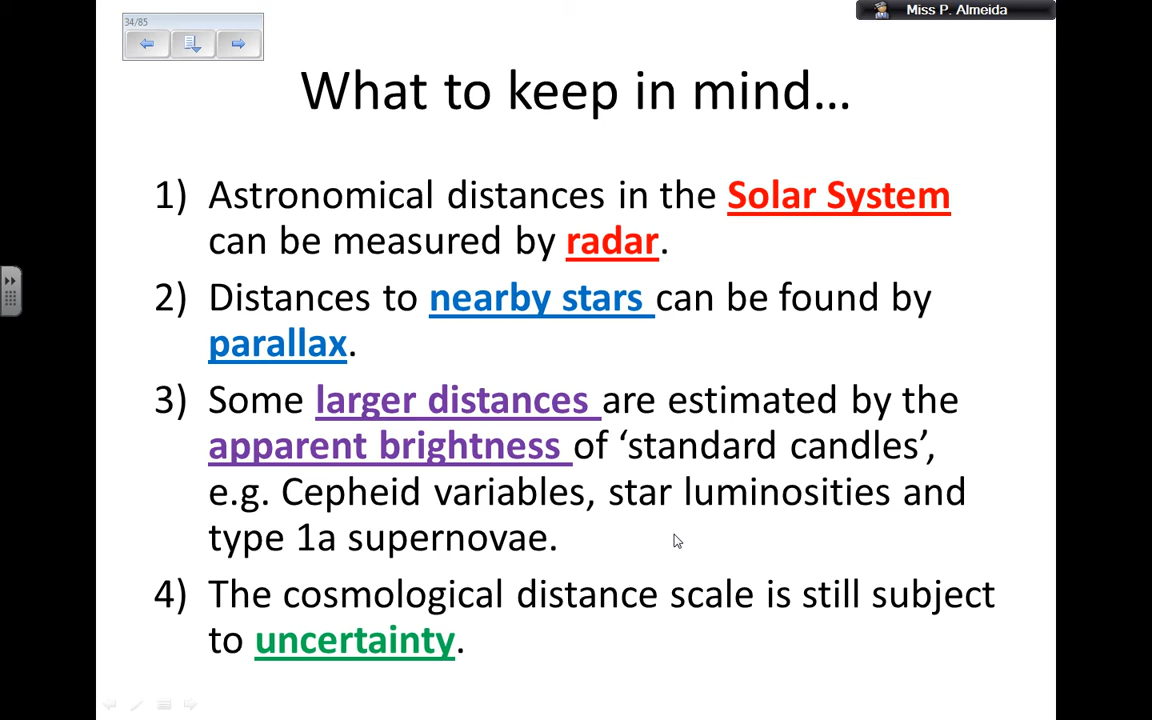 34/85
Miss P. Almeida
What to keep in mind...
1) Astronomical distances in the Solar System
can be measured by radar.
2) Distances to nearby stars can be found by
parallax.
3) Some larger distances are estimated by the
apparent brightness of ‘standard candles’,
e.g. Cepheid variables, star luminosities and
type 1a supernovae.
4) The cosmological distance scale is still subject
to uncertainty.